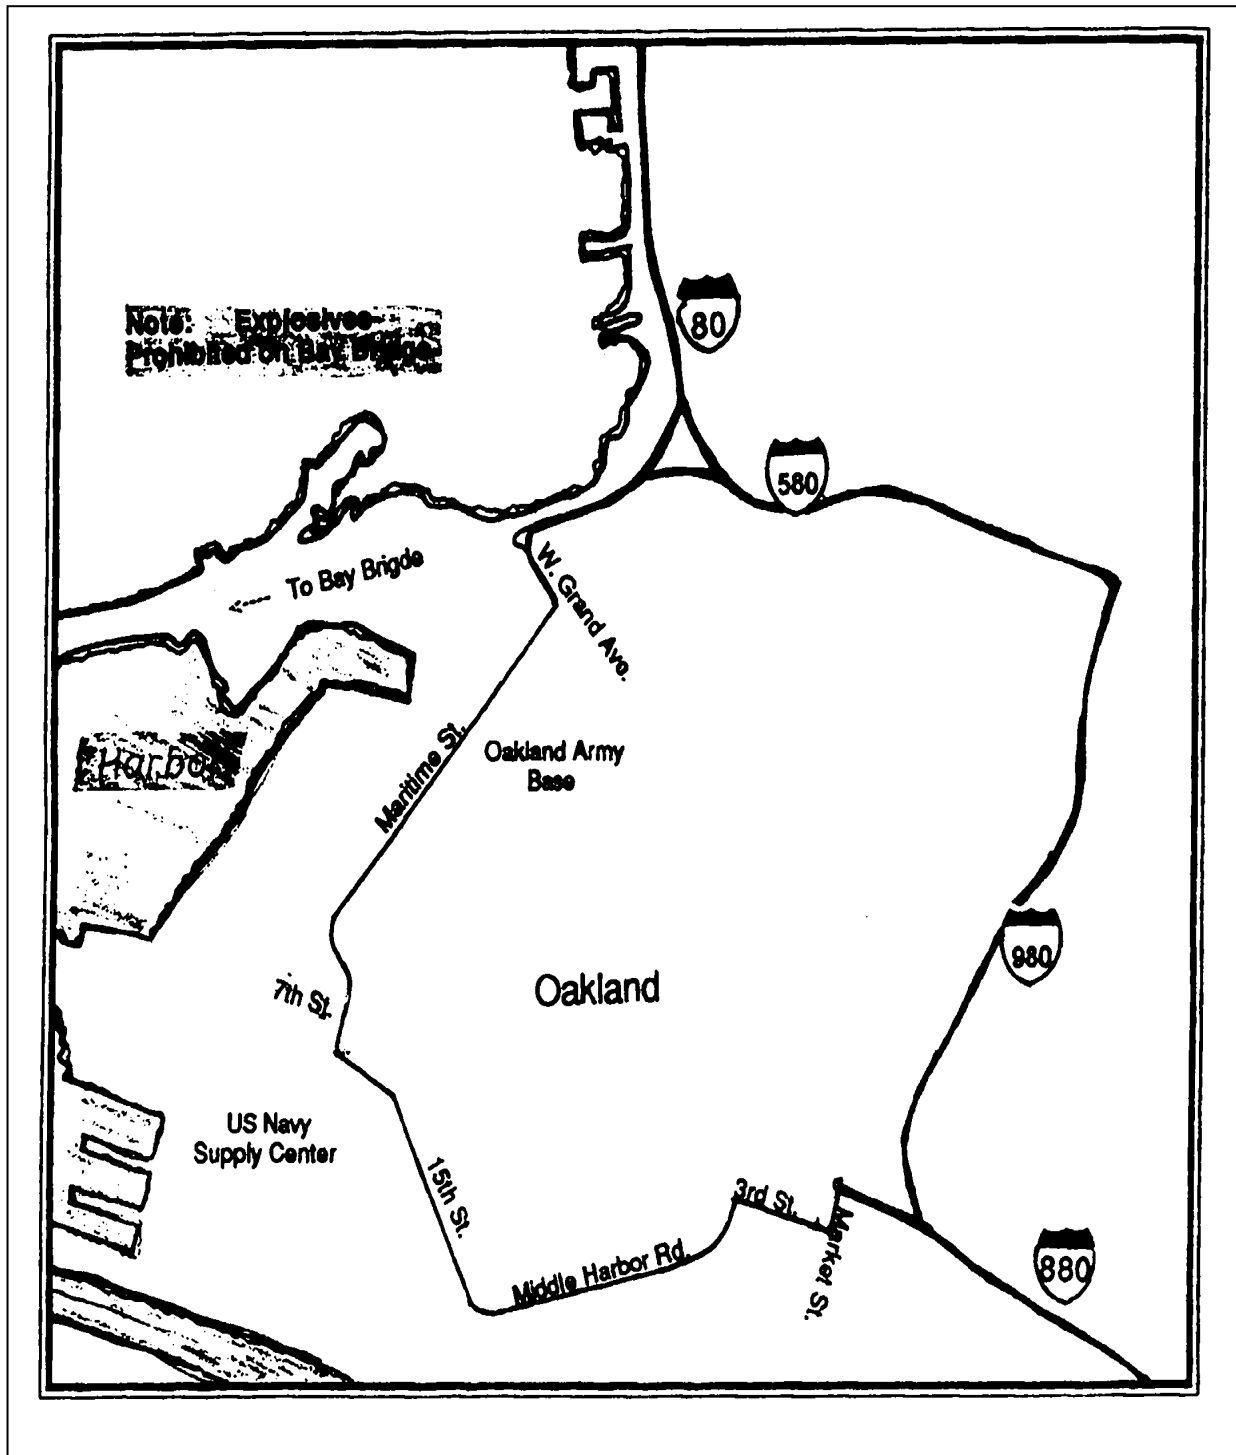 80
Note: Explosives-
Prohibited on Bay Bridge-
580
To Bay Brigde
W. Grand Ave.
Harbor
Maritime St.
Oakland Army
Base
980
Oakland
7th St.
US Navy
Supply Center
15th St.
3rd St.
Market St.
Middle Harbor Rd.
880